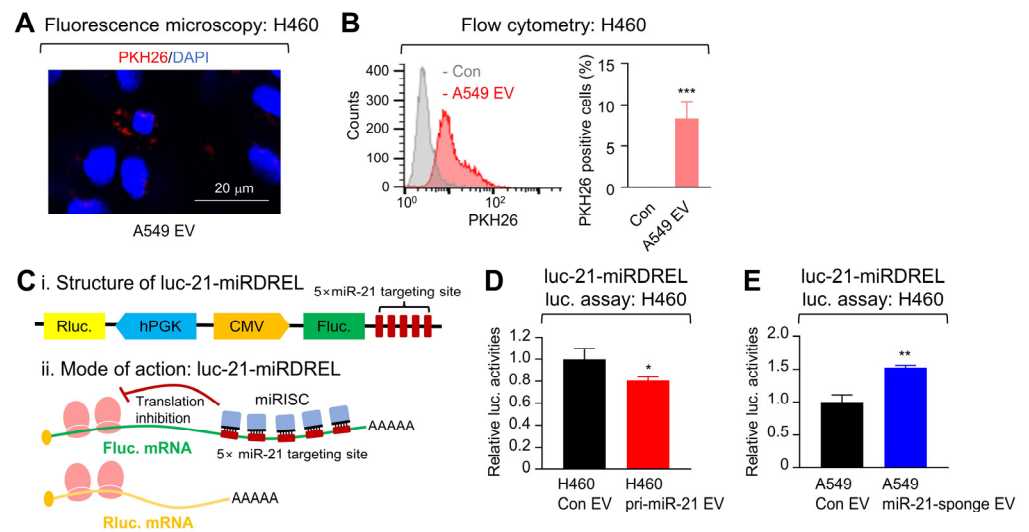 A Fluorescence microscopy: H460
PKH26/DAPI
20 μm
A549 EV
B Flow cytometry: H460
Counts
400
300
200
100
0
- Con
- A549 EV
10⁰ 10²
PKH26
PKH26 positive cells (%)
15
10
5
0
***
Con
A549 EV
C i. Structure of luc-21-miRDREL
5×miR-21 targeting site
Rluc. hPGK CMV Fluc.
ii. Mode of action: luc-21-miRDREL
Translation
inhibition
miRISC
AAAAA
Fluc. mRNA
5× miR-21 targeting site
AAAAA
Rluc. mRNA
D luc-21-miRDREL
luc. assay: H460
Relative luc. activities
1.2
1.0
0.8
0.6
0.4
0.2
0.0
*
H460
Con EV
H460
pri-miR-21 EV
E luc-21-miRDREL
luc. assay: H460
Relative luc. activities
2.0
1.5
1.0
0.5
0.0
**
A549
Con EV
A549
miR-21-sponge EV